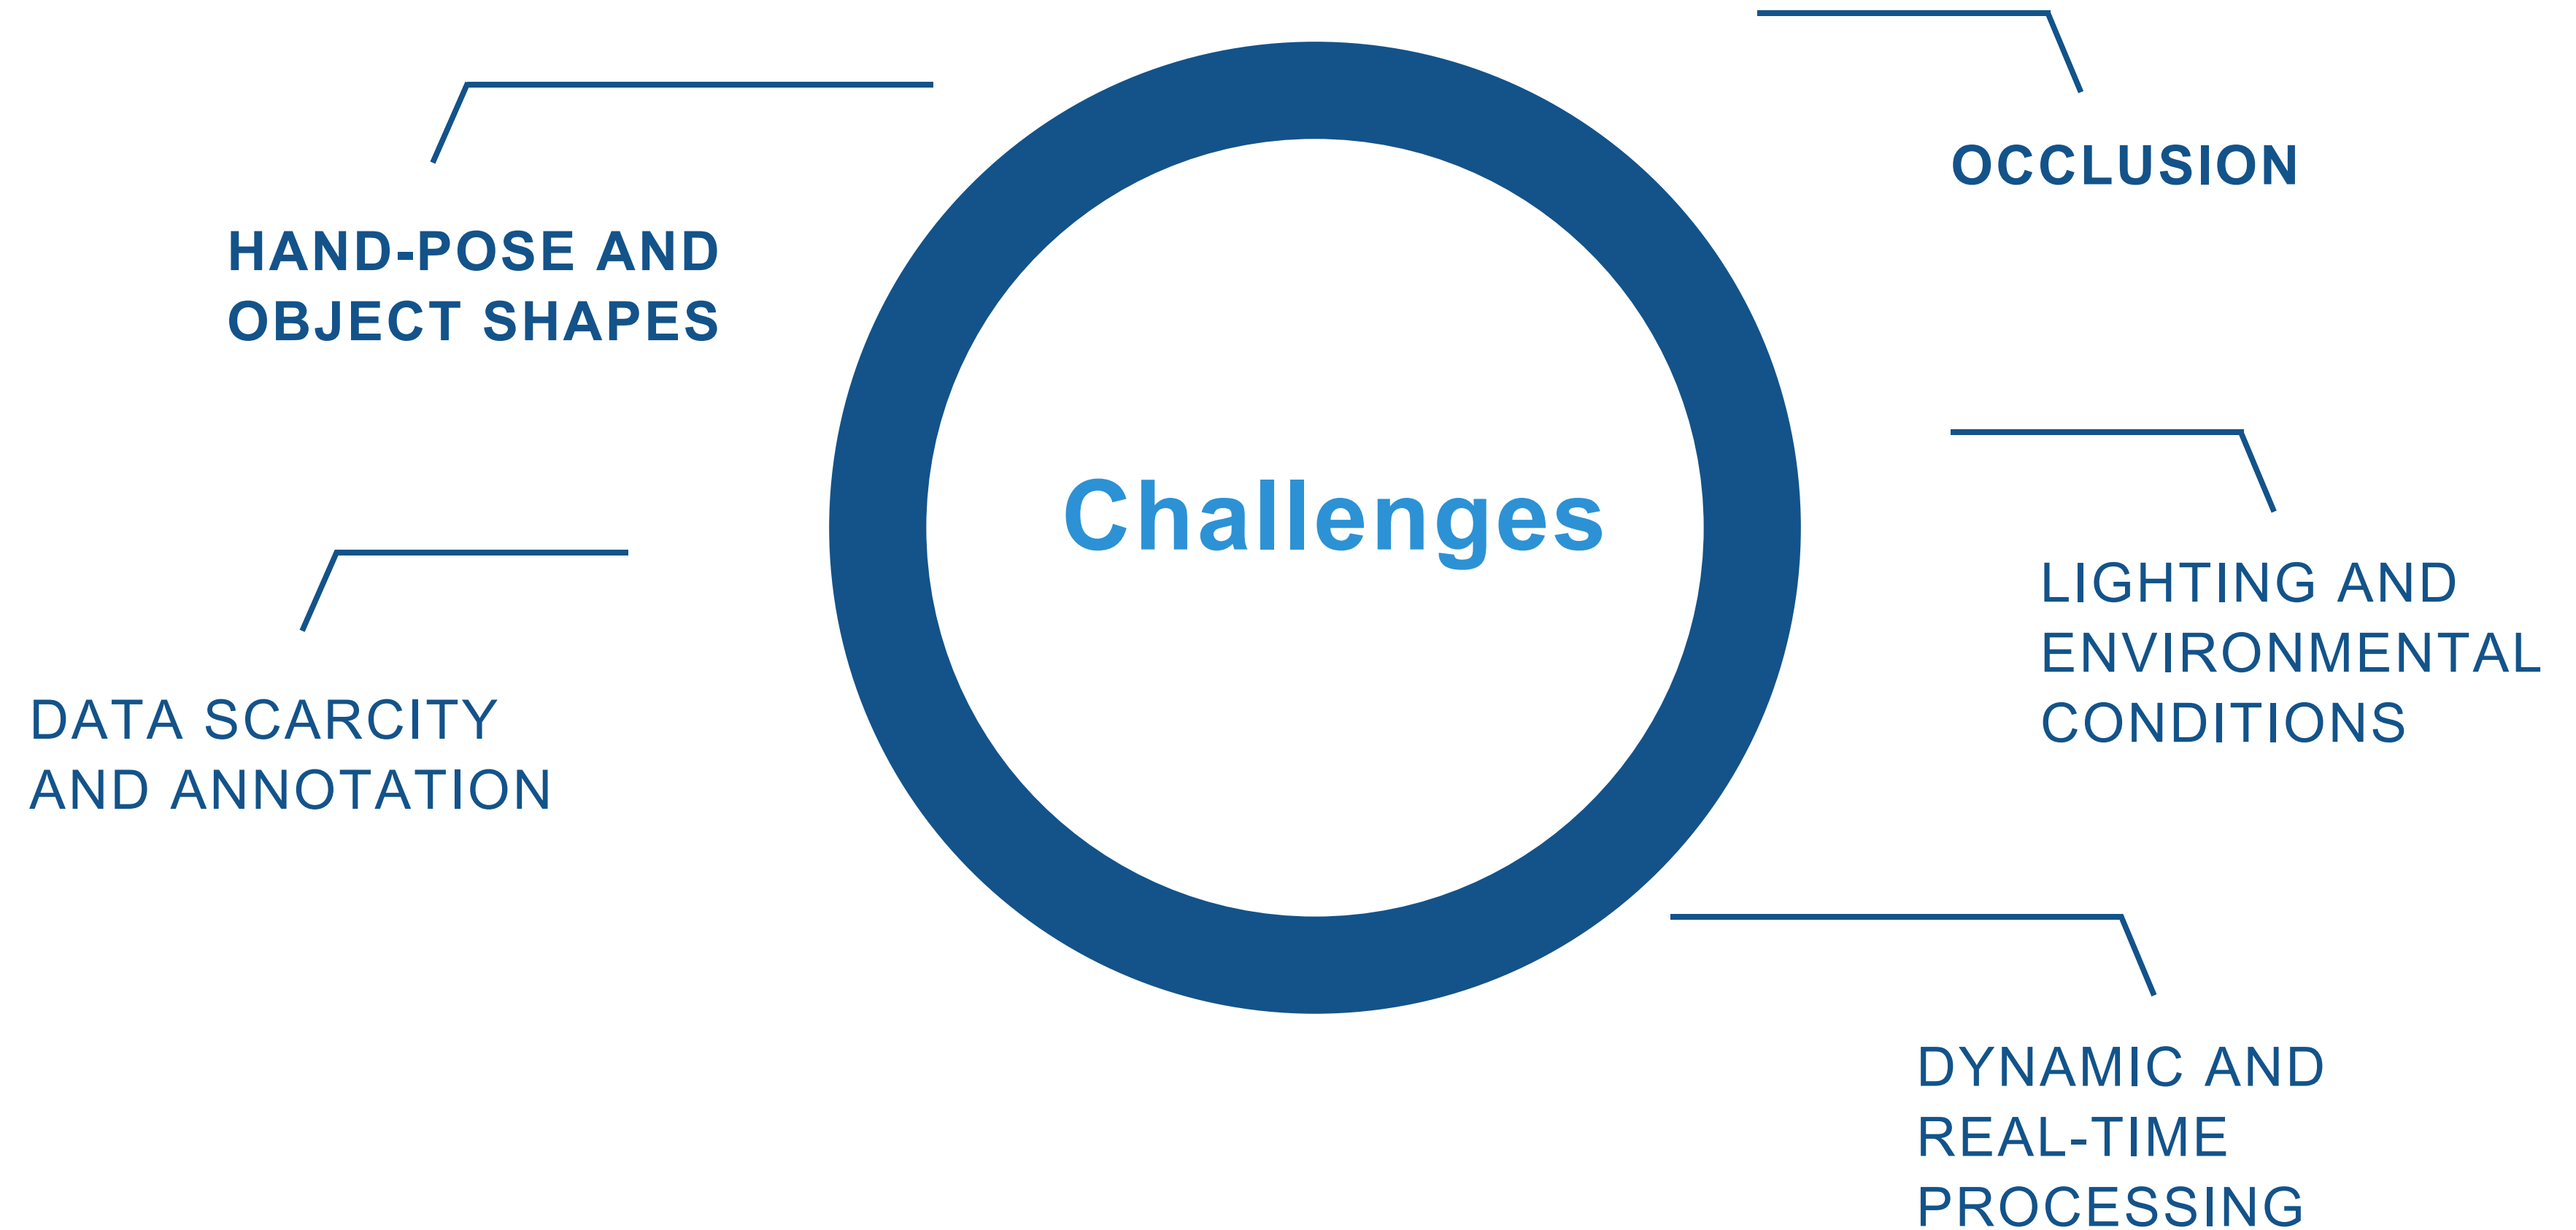 OCCLUSION
HAND-POSE AND
OBJECT SHAPES
Challenges
LIGHTING AND
ENVIRONMENTAL
CONDITIONS
DATA SCARCITY
AND ANNOTATION
DYNAMIC AND
REAL-TIME
PROCESSING